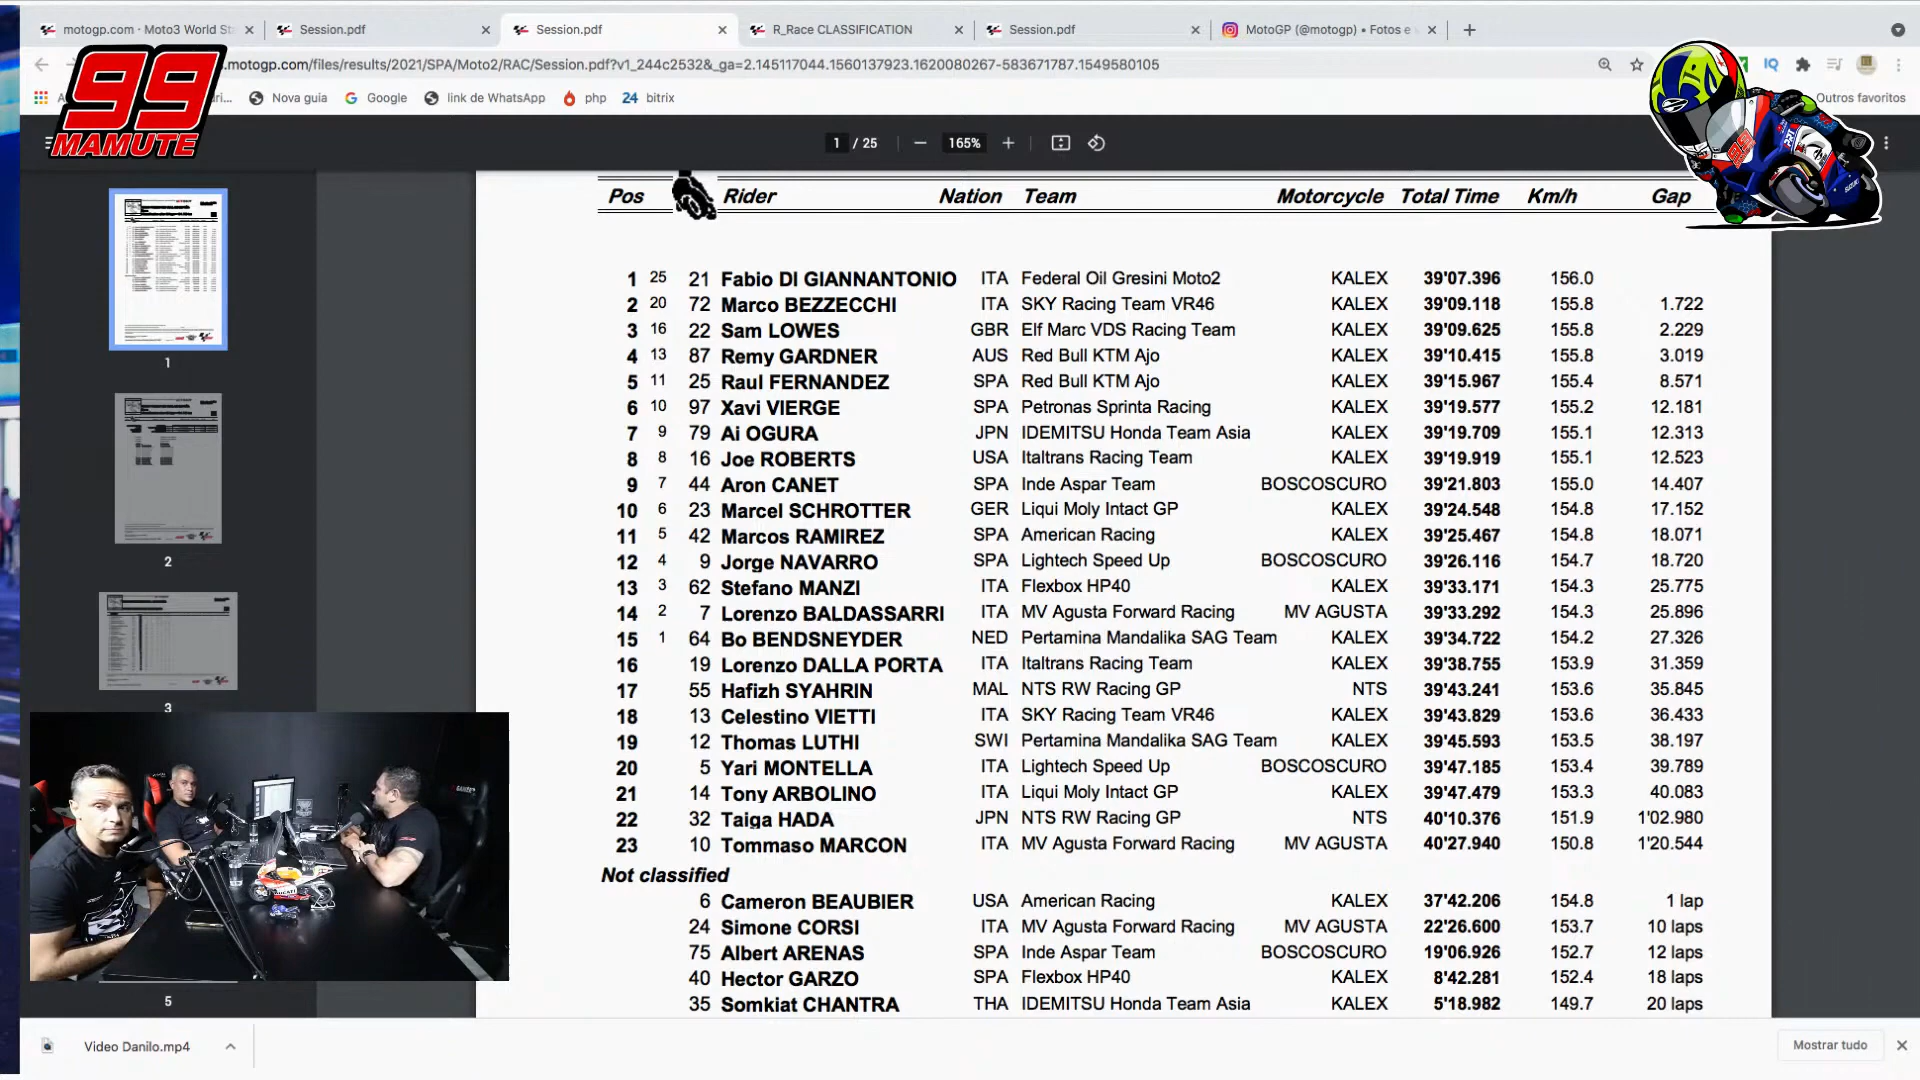 motogp.com - Moto3 World St
Session.pdf
Session.pdf
R_Race CLASSIFICATION
Session.pdf
MotoGP (@motogp) • Fotos e v
.motogp.com/files/results/2021/SPA/Moto2/RAC/Session.pdf?v1_244c2532&_ga=2.145117044.1560137923.1620080267-583671787.1549580105
Nova guia
Google
link de WhatsApp
php
24 bitrix
Outros favoritos
99
MAMUTE
1 / 25
165%
Pos Rider Nation Team Motorcycle Total Time Km/h Gap
1 25 21 Fabio DI GIANNANTONIO ITA Federal Oil Gresini Moto2 KALEX 39'07.396 156.0
2 20 72 Marco BEZZECCHI ITA SKY Racing Team VR46 KALEX 39'09.118 155.8 1.722
3 16 22 Sam LOWES GBR Elf Marc VDS Racing Team KALEX 39'09.625 155.8 2.229
4 13 87 Remy GARDNER AUS Red Bull KTM Ajo KALEX 39'10.415 155.8 3.019
5 11 25 Raul FERNANDEZ SPA Red Bull KTM Ajo KALEX 39'15.967 155.4 8.571
6 10 97 Xavi VIERGE SPA Petronas Sprinta Racing KALEX 39'19.577 155.2 12.181
7 9 79 Ai OGURA JPN IDEMITSU Honda Team Asia KALEX 39'19.709 155.1 12.313
8 8 16 Joe ROBERTS USA Italtrans Racing Team KALEX 39'19.919 155.1 12.523
9 7 44 Aron CANET SPA Inde Aspar Team BOSCOSCURO 39'21.803 155.0 14.407
10 6 23 Marcel SCHROTTER GER Liqui Moly Intact GP KALEX 39'24.548 154.8 17.152
11 5 42 Marcos RAMIREZ SPA American Racing KALEX 39'25.467 154.8 18.071
12 4 9 Jorge NAVARRO SPA Lightech Speed Up BOSCOSCURO 39'26.116 154.7 18.720
13 3 62 Stefano MANZI ITA Flexbox HP40 KALEX 39'33.171 154.3 25.775
14 2 7 Lorenzo BALDASSARRI ITA MV Agusta Forward Racing MV AGUSTA 39'33.292 154.3 25.896
15 1 64 Bo BENDSNEYDER NED Pertamina Mandalika SAG Team KALEX 39'34.722 154.2 27.326
16 19 Lorenzo DALLA PORTA ITA Italtrans Racing Team KALEX 39'38.755 153.9 31.359
17 55 Hafizh SYAHRIN MAL NTS RW Racing GP NTS 39'43.241 153.6 35.845
18 13 Celestino VIETTI ITA SKY Racing Team VR46 KALEX 39'43.829 153.6 36.433
19 12 Thomas LUTHI SWI Pertamina Mandalika SAG Team KALEX 39'45.593 153.5 38.197
20 5 Yari MONTELLA ITA Lightech Speed Up BOSCOSCURO 39'47.185 153.4 39.789
21 14 Tony ARBOLINO ITA Liqui Moly Intact GP KALEX 39'47.479 153.3 40.083
22 32 Taiga HADA JPN NTS RW Racing GP NTS 40'10.376 151.9 1'02.980
23 10 Tommaso MARCON ITA MV Agusta Forward Racing MV AGUSTA 40'27.940 150.8 1'20.544
Not classified
6 Cameron BEAUBIER USA American Racing KALEX 37'42.206 154.8 1 lap
24 Simone CORSI ITA MV Agusta Forward Racing MV AGUSTA 22'26.600 153.7 10 laps
75 Albert ARENAS SPA Inde Aspar Team BOSCOSCURO 19'06.926 152.7 12 laps
40 Hector GARZO SPA Flexbox HP40 KALEX 8'42.281 152.4 18 laps
35 Somkiat CHANTRA THA IDEMITSU Honda Team Asia KALEX 5'18.982 149.7 20 laps
1
2
3
5
Video Danilo.mp4
Mostrar tudo